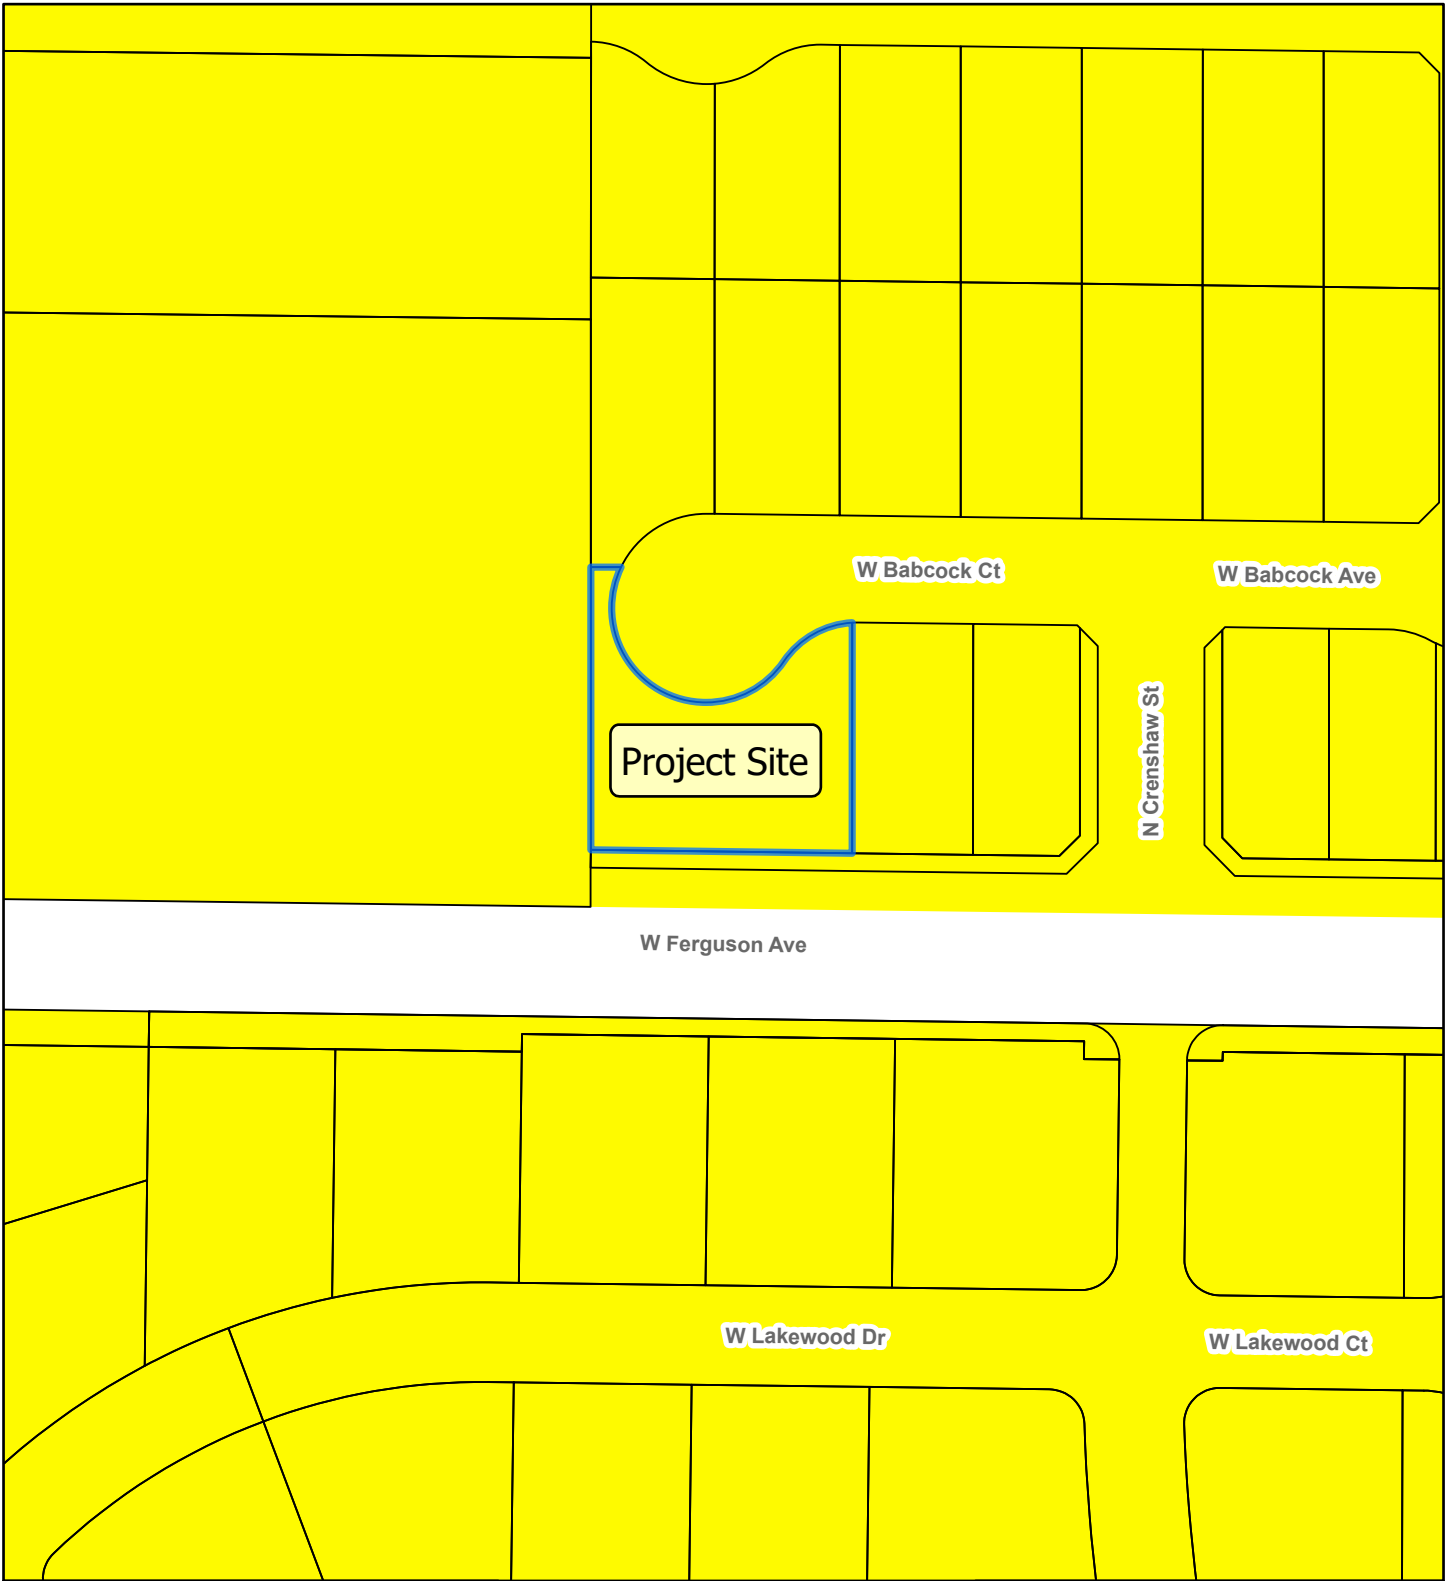 W Babcock Ct
W Babcock Ave
N Crenshaw St
Project Site
W Ferguson Ave
W Lakewood Dr
W Lakewood Ct